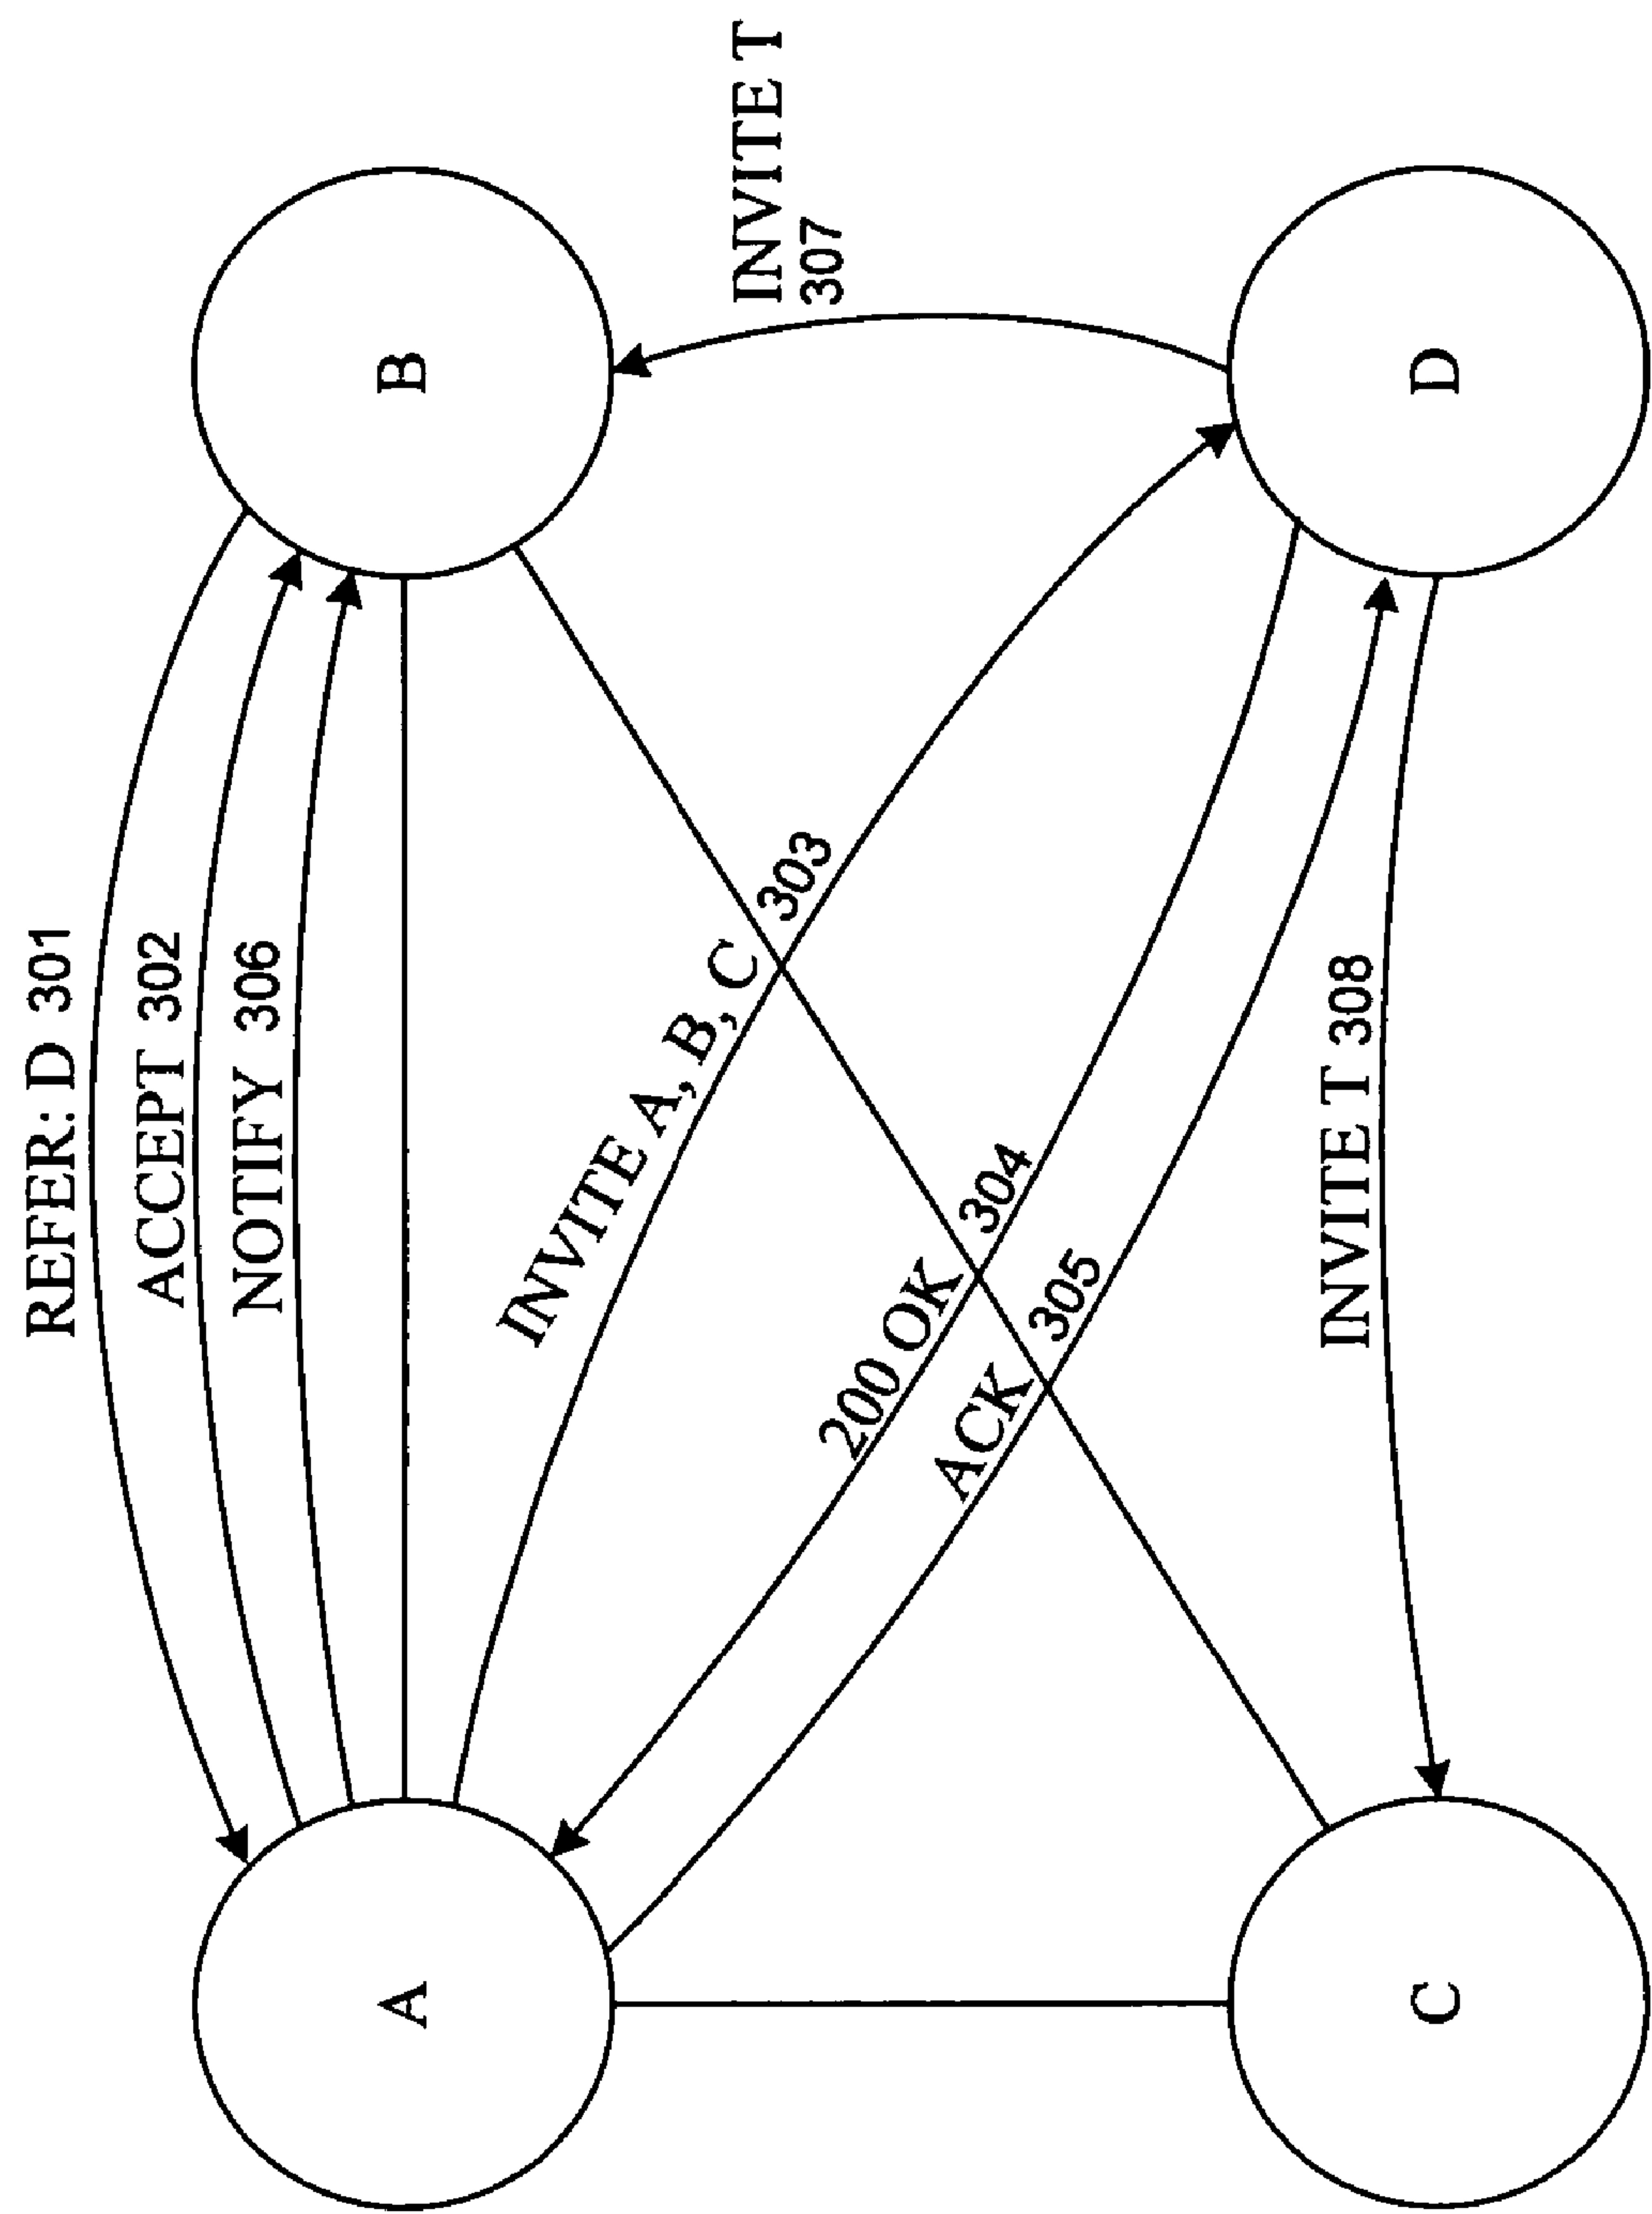 REFER: D 301
ACCEPT 302
NOTIFY 306
A
B
INVITE A, B, C 303
INVITE T
307
200 OK 304
ACK 305
INVITE T 308
C
D